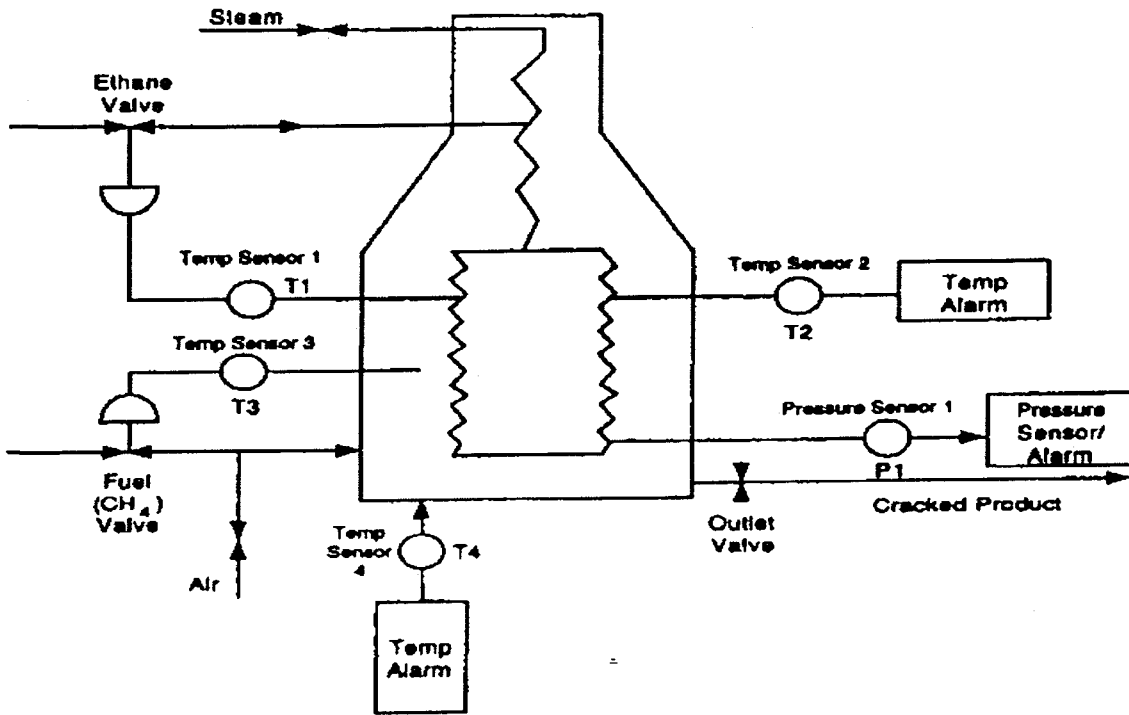 Steam
Ethane
Valve
Temp Sensor 1
T1
Temp Sensor 2
T2
Temp
Alarm
Temp Sensor 3
T3
Pressure Sensor 1
P1
Pressure
Sensor/
Alarm
Fuel
(CH4)
Valve
Outlet
Valve
Cracked Product
Temp
Sensor
4
T4
Air
Temp
Alarm